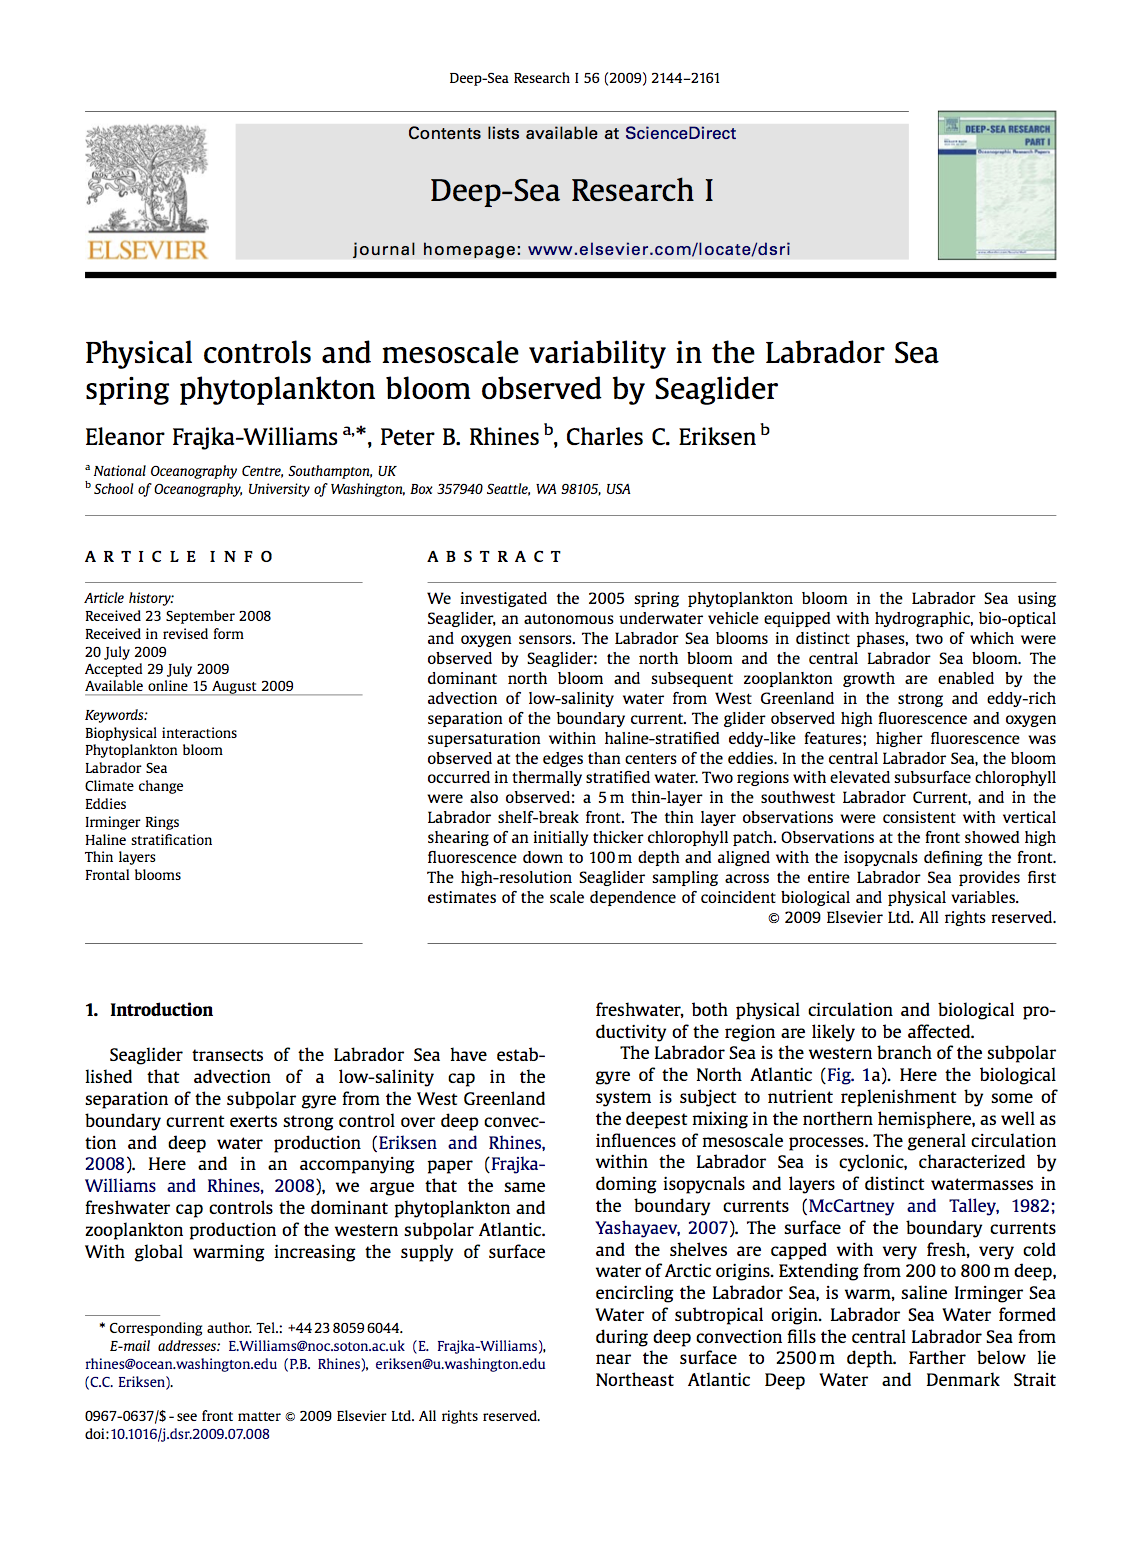 Deep-Sea Research I 56 (2009) 2144–2161
Contents lists available at ScienceDirect
Deep-Sea Research I
journal homepage: www.elsevier.com/locate/dsri
ELSEVIER
DEEP-SEA RESEARCH
PART I
Oceanographic Research Papers
Physical controls and mesoscale variability in the Labrador Sea
spring phytoplankton bloom observed by Seaglider
Eleanor Frajka-Williams a,*, Peter B. Rhines b, Charles C. Eriksen b
a National Oceanography Centre, Southampton, UK
b School of Oceanography, University of Washington, Box 357940 Seattle, WA 98105, USA
ARTICLE INFO
Article history:
Received 23 September 2008
Received in revised form
20 July 2009
Accepted 29 July 2009
Available online 15 August 2009
Keywords:
Biophysical interactions
Phytoplankton bloom
Labrador Sea
Climate change
Eddies
Irminger Rings
Haline stratification
Thin layers
Frontal blooms
ABSTRACT
We investigated the 2005 spring phytoplankton bloom in the Labrador Sea using
Seaglider, an autonomous underwater vehicle equipped with hydrographic, bio-optical
and oxygen sensors. The Labrador Sea blooms in distinct phases, two of which were
observed by Seaglider: the north bloom and the central Labrador Sea bloom. The
dominant north bloom and subsequent zooplankton growth are enabled by the
advection of low-salinity water from West Greenland in the strong and eddy-rich
separation of the boundary current. The glider observed high fluorescence and oxygen
supersaturation within haline-stratified eddy-like features; higher fluorescence was
observed at the edges than centers of the eddies. In the central Labrador Sea, the bloom
occurred in thermally stratified water. Two regions with elevated subsurface chlorophyll
were also observed: a 5 m thin-layer in the southwest Labrador Current, and in the
Labrador shelf-break front. The thin layer observations were consistent with vertical
shearing of an initially thicker chlorophyll patch. Observations at the front showed high
fluorescence down to 100 m depth and aligned with the isopycnals defining the front.
The high-resolution Seaglider sampling across the entire Labrador Sea provides first
estimates of the scale dependence of coincident biological and physical variables.
© 2009 Elsevier Ltd. All rights reserved.
1. Introduction
Seaglider transects of the Labrador Sea have estab-
lished that advection of a low-salinity cap in the
separation of the subpolar gyre from the West Greenland
boundary current exerts strong control over deep convec-
tion and deep water production (Eriksen and Rhines,
2008). Here and in an accompanying paper (Frajka-
Williams and Rhines, 2008), we argue that the same
freshwater cap controls the dominant phytoplankton and
zooplankton production of the western subpolar Atlantic.
With global warming increasing the supply of surface
* Corresponding author. Tel.: +44 23 8059 6044.
E-mail addresses: E.Williams@noc.soton.ac.uk (E. Frajka-Williams),
rhines@ocean.washington.edu (P.B. Rhines), eriksen@u.washington.edu
(C.C. Eriksen).
0967-0637/$ - see front matter © 2009 Elsevier Ltd. All rights reserved.
doi:10.1016/j.dsr.2009.07.008
freshwater, both physical circulation and biological pro-
ductivity of the region are likely to be affected.
The Labrador Sea is the western branch of the subpolar
gyre of the North Atlantic (Fig. 1a). Here the biological
system is subject to nutrient replenishment by some of
the deepest mixing in the northern hemisphere, as well as
influences of mesoscale processes. The general circulation
within the Labrador Sea is cyclonic, characterized by
doming isopycnals and layers of distinct watermasses in
the boundary currents (McCartney and Talley, 1982;
Yashayaev, 2007). The surface of the boundary currents
and the shelves are capped with very fresh, very cold
water of Arctic origins. Extending from 200 to 800 m deep,
encircling the Labrador Sea, is warm, saline Irminger Sea
Water of subtropical origin. Labrador Sea Water formed
during deep convection fills the central Labrador Sea from
near the surface to 2500 m depth. Farther below lie
Northeast Atlantic Deep Water and Denmark Strait